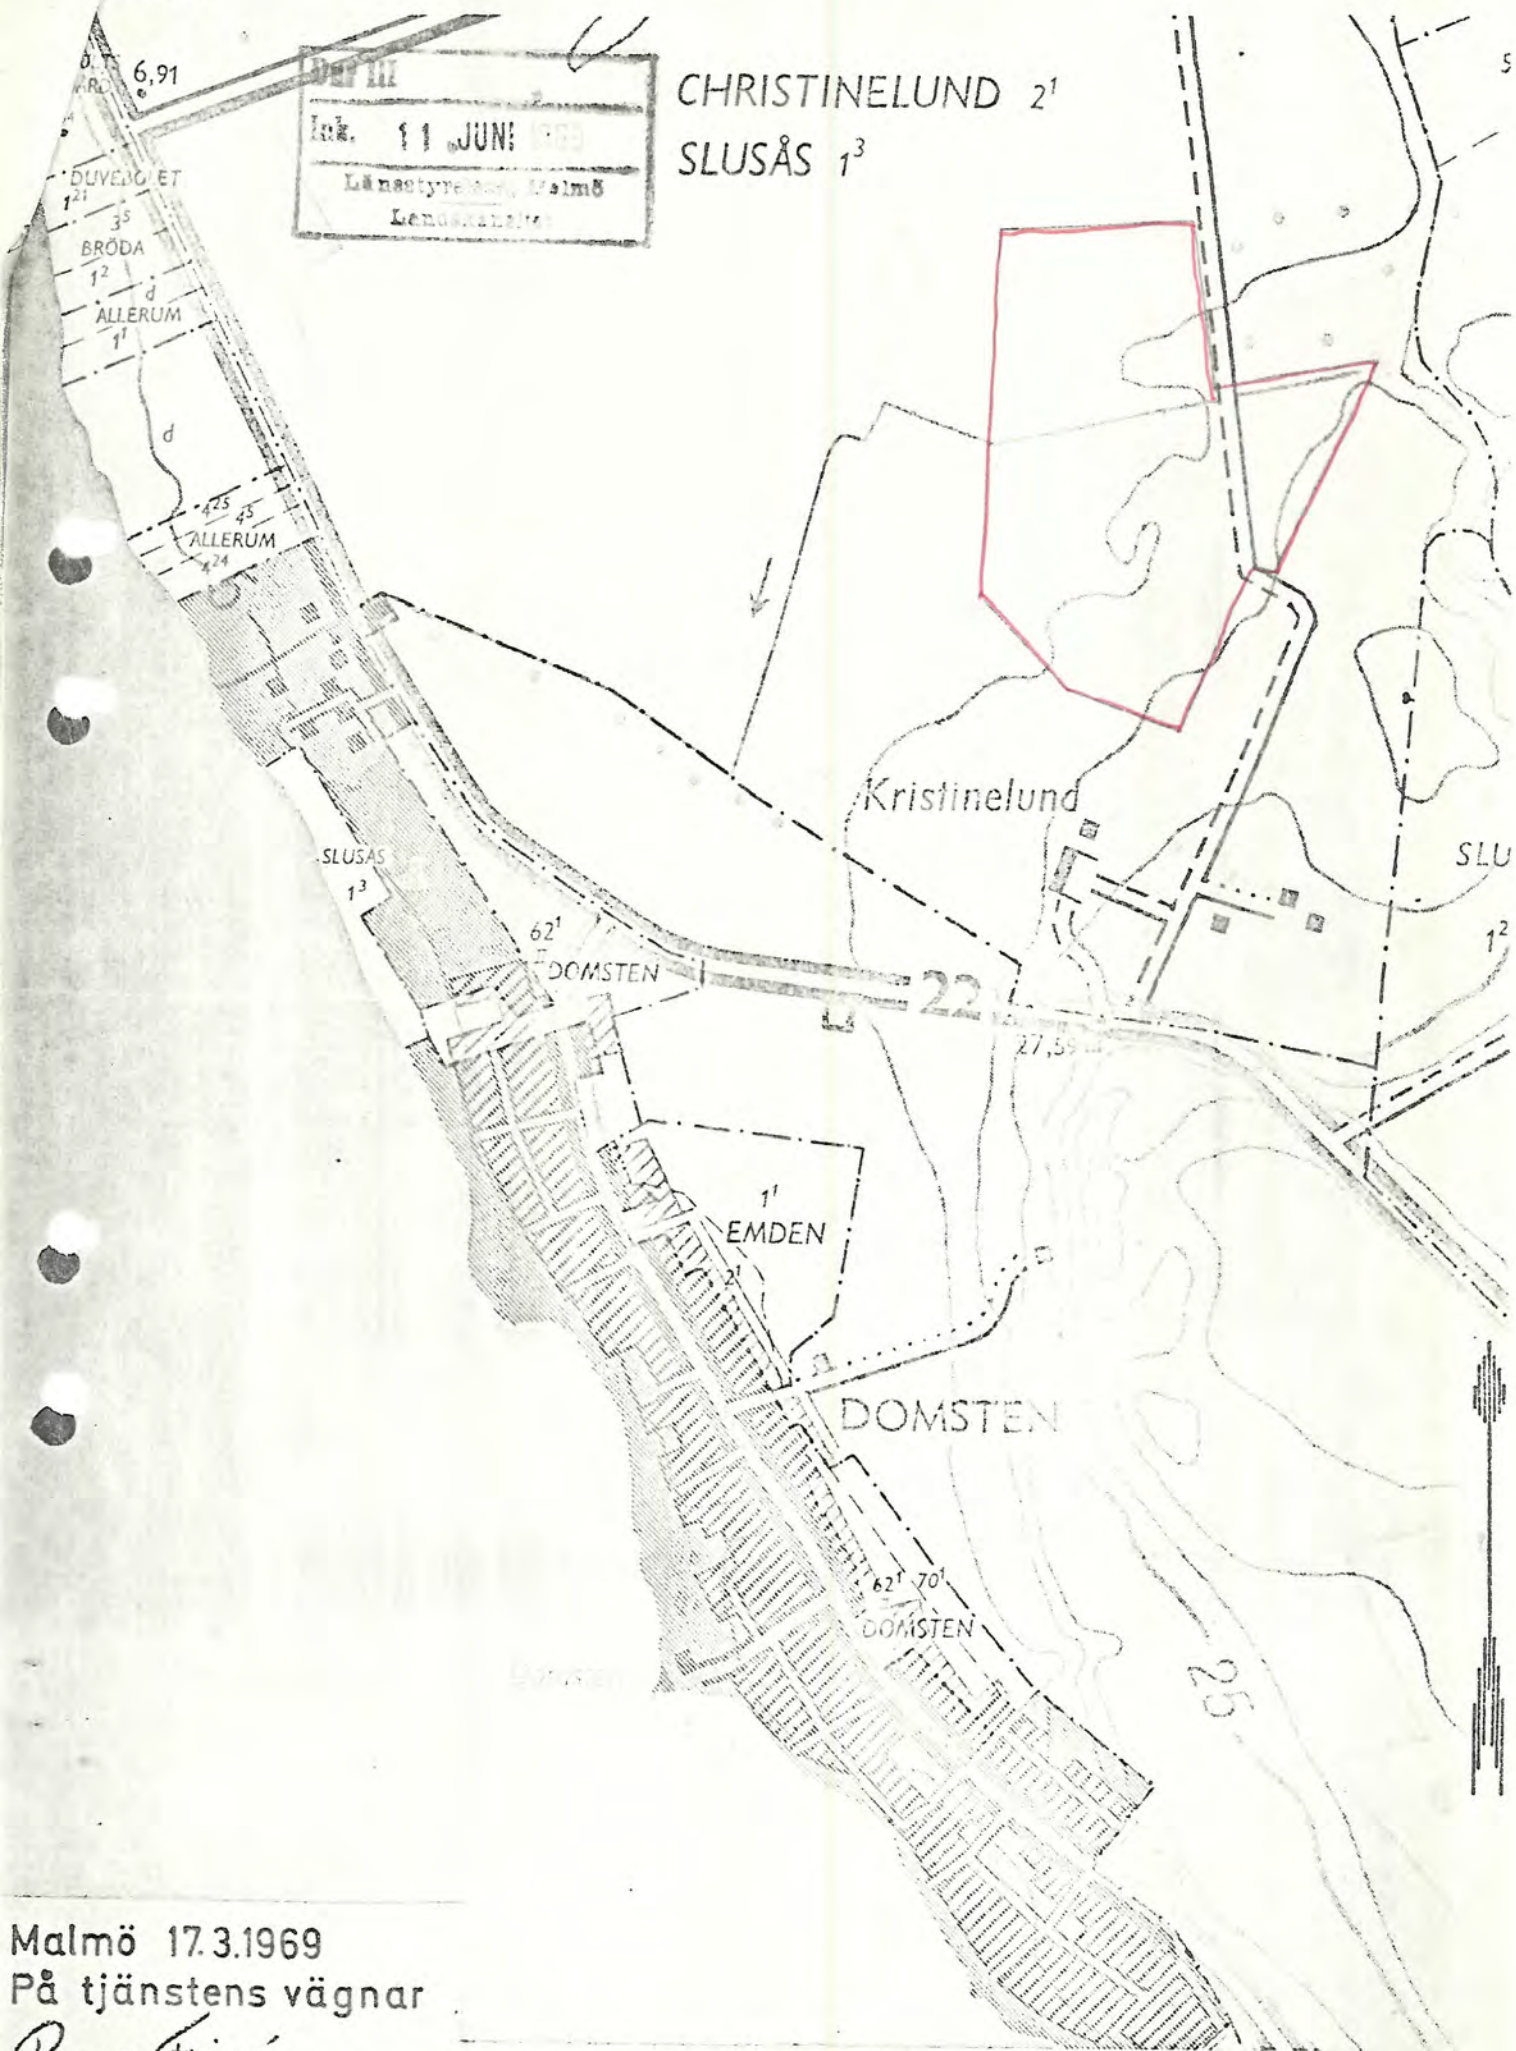 6,91
CHRISTINELUND 2¹
SLUSÅS 1³
Ink. 11 JUNI
Länsstyrelsen, Malmö
Landskansliet
DUVEBOLET
1²¹
3⁵
BRÖDA
1²
d
ALLERUM
1¹
d
4²⁵ 4⁵
ALLERUM
4²⁴
Kristinelund
SLUSÅS
1³
SLU
1²
62¹
DOMSTEN
22
27,59
1¹
EMDEN
2¹
DOMSTEN
62¹ 70¹
DOMSTEN
Domsten
25
Malmö 17.3.1969
På tjänstens vägnar